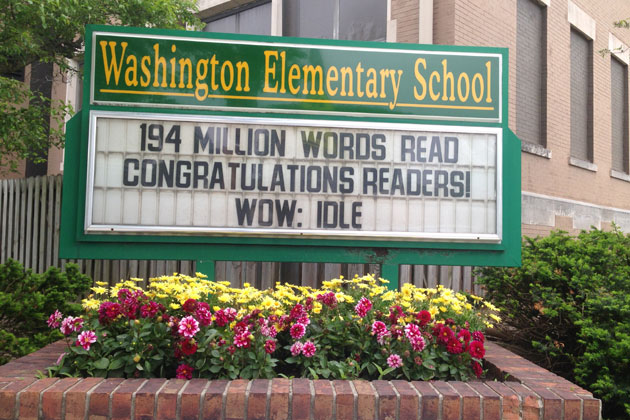 Washington Elementary School
194 MILLION WORDS READ
CONGRATULATIONS READERS!
WOW: IDLE